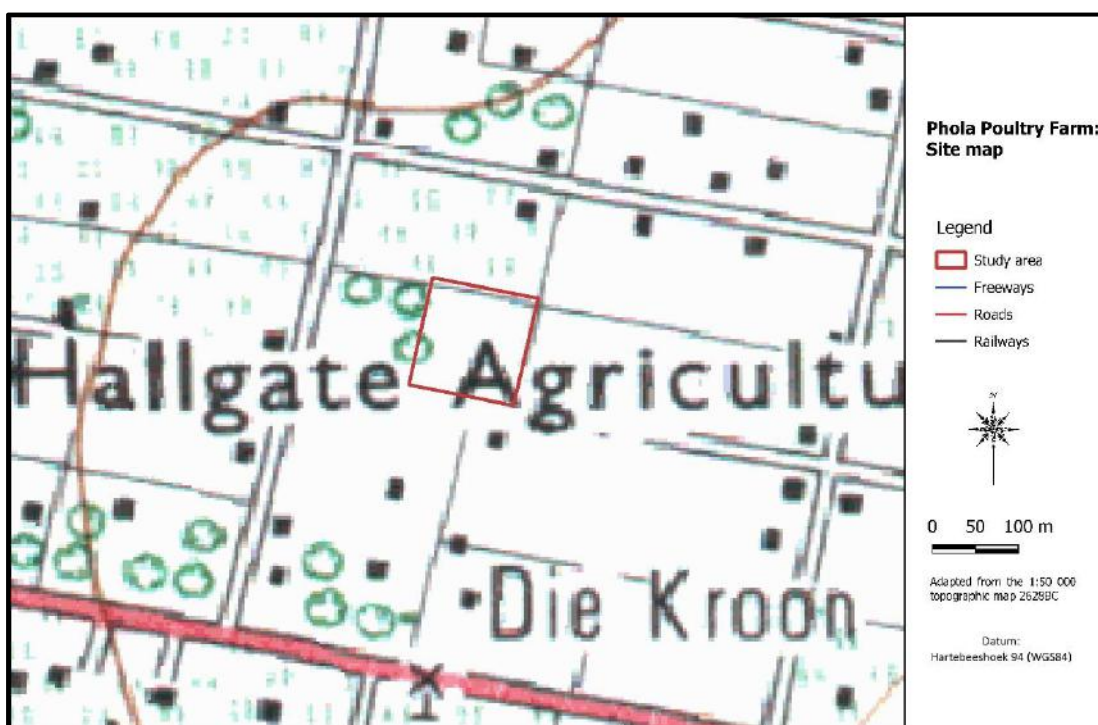 Hallgate Agricultu
Die Kroon
Phola Poultry Farm:
Site map
Legend
Study area
Freeways
Roads
Railways
N
0 50 100 m
Adapted from the 1:50 000
topographic map 2628BC
Datum:
Hartebeeshoek 94 (WGS84)